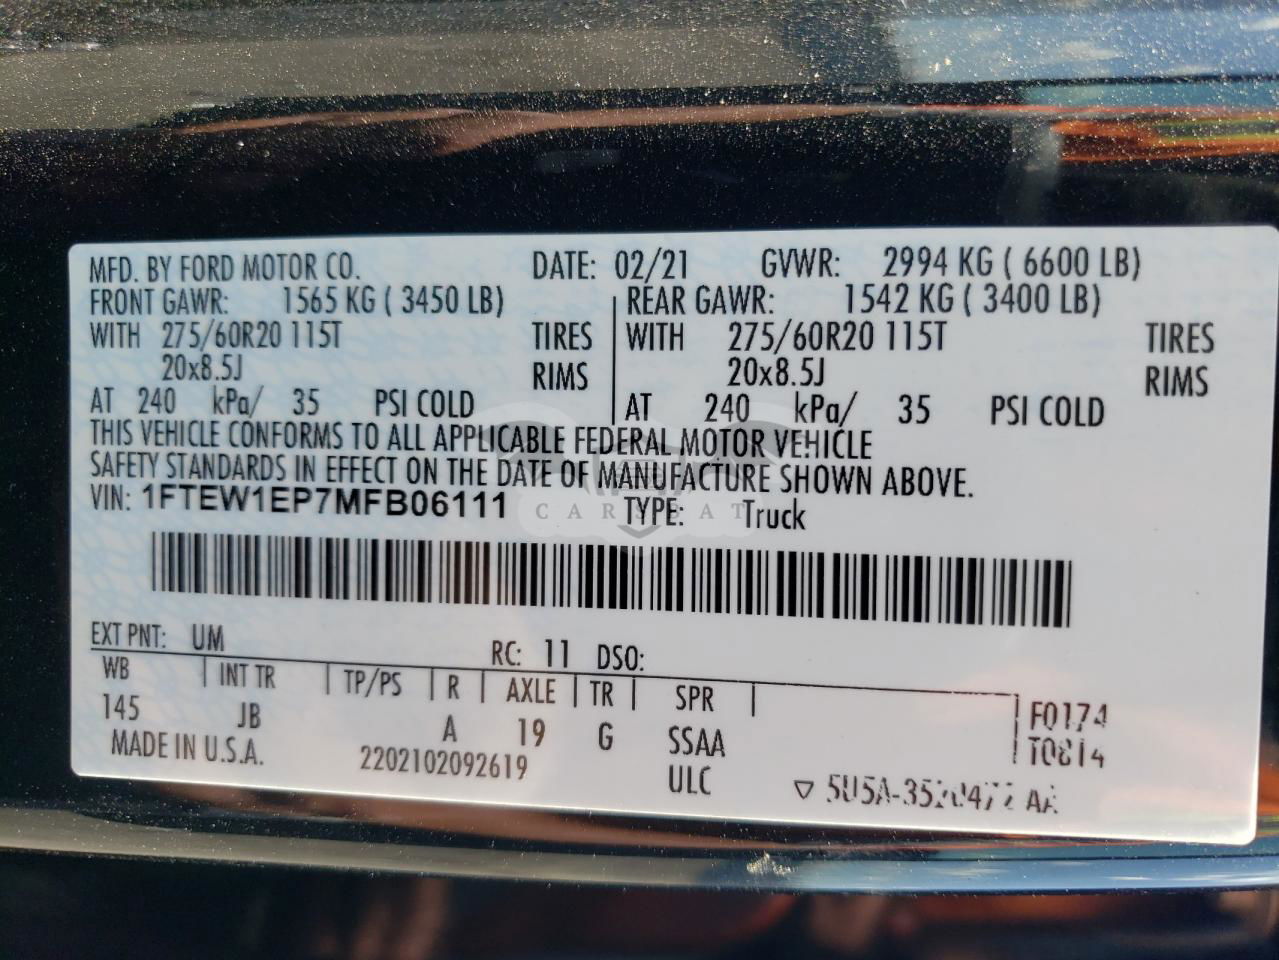 MFD. BY FORD MOTOR CO. DATE: 02/21 GVWR: 2994 KG ( 6600 LB)
FRONT GAWR: 1565 KG ( 3450 LB) REAR GAWR: 1542 KG ( 3400 LB)
WITH 275/60R20 115T TIRES WITH 275/60R20 115T TIRES
20x8.5J RIMS 20x8.5J RIMS
AT 240 kPa/ 35 PSI COLD AT 240 kPa/ 35 PSI COLD
THIS VEHICLE CONFORMS TO ALL APPLICABLE FEDERAL MOTOR VEHICLE
SAFETY STANDARDS IN EFFECT ON THE DATE OF MANUFACTURE SHOWN ABOVE.
VIN: 1FTEW1EP7MFB06111 TYPE: Truck
CARSBAT
EXT PNT: UM RC: 11 DSO:
WB INT TR TP/PS R AXLE TR SPR
145 JB A 19 G SSAA F0174
MADE IN U.S.A. 2202102092619 ULC T0814
▽ 5U5A-3520472 AA